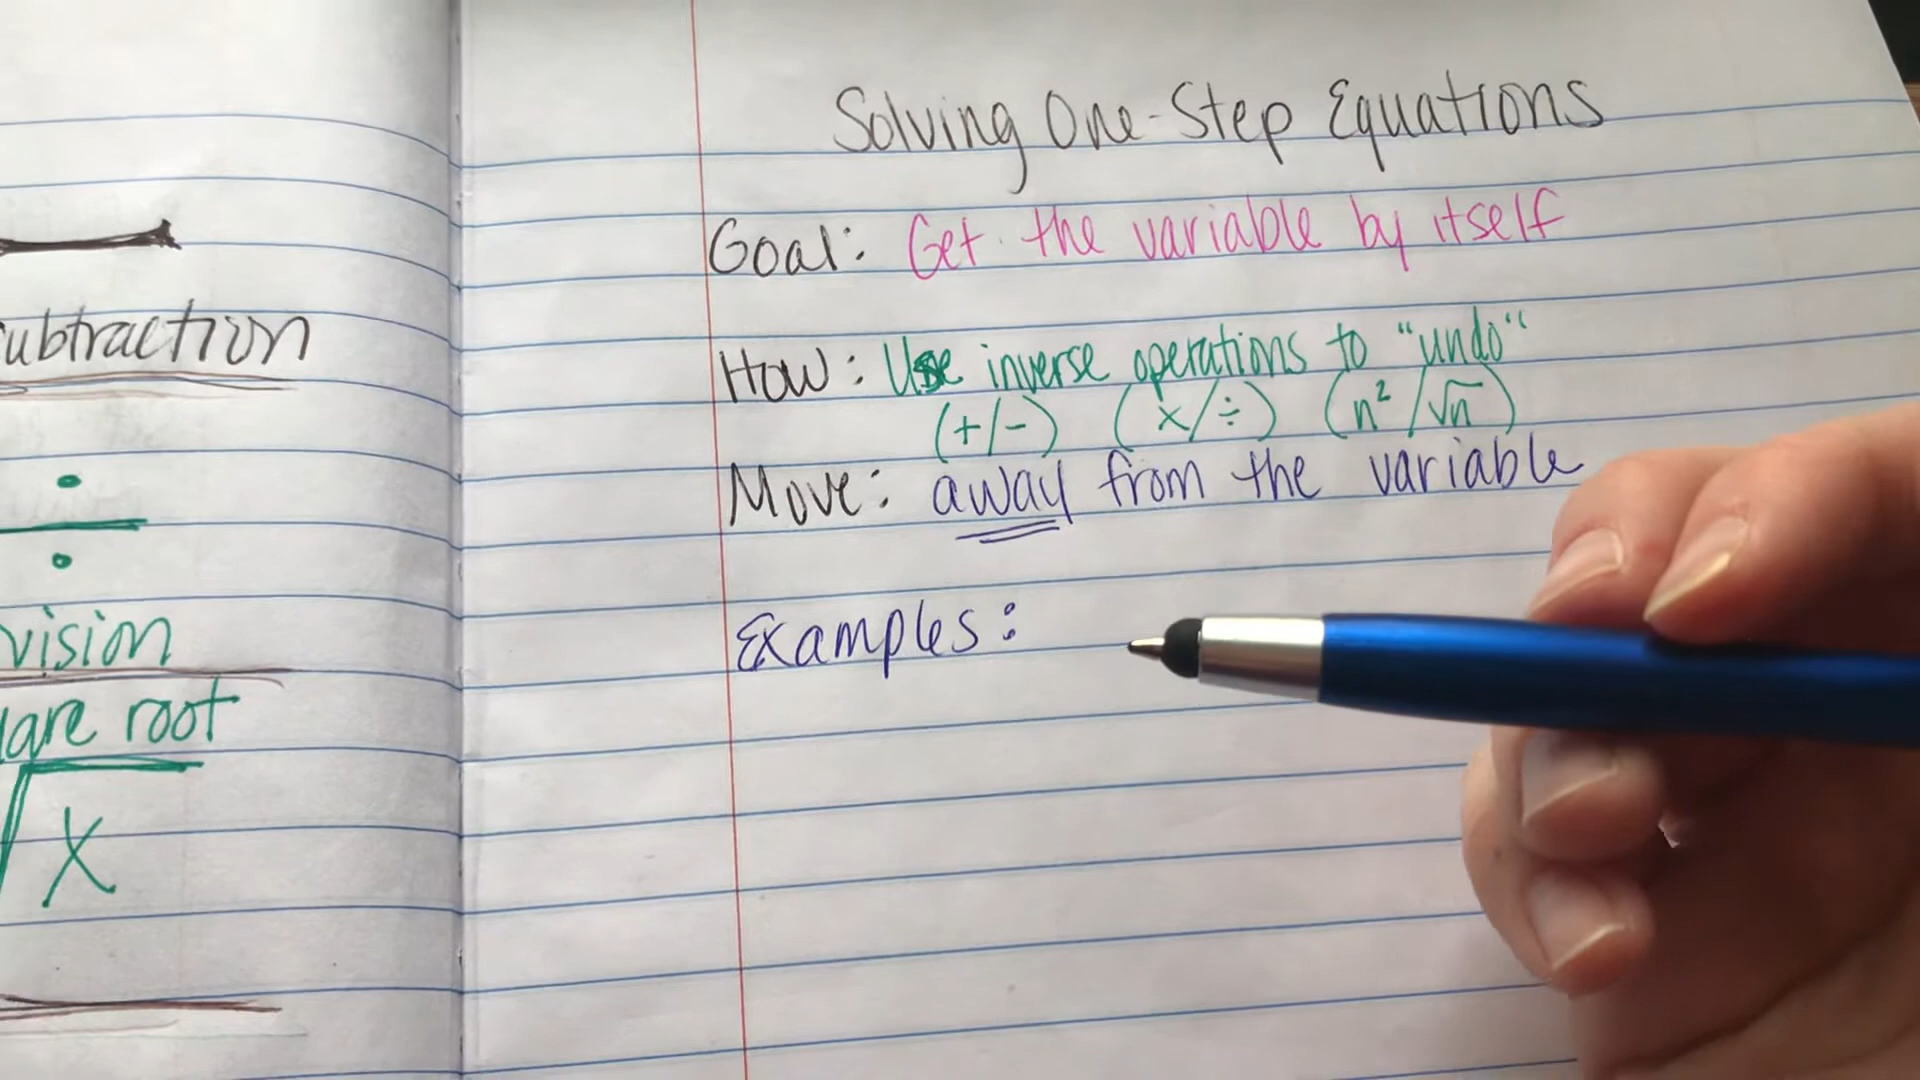 ubtraction
÷
vision
are root
√x
Solving One-Step Equations
Goal: Get the variable by itself
How: Use inverse operations to "undo"
(+/-) (x/÷) (n²/√n)
Move: away from the variable
Examples: